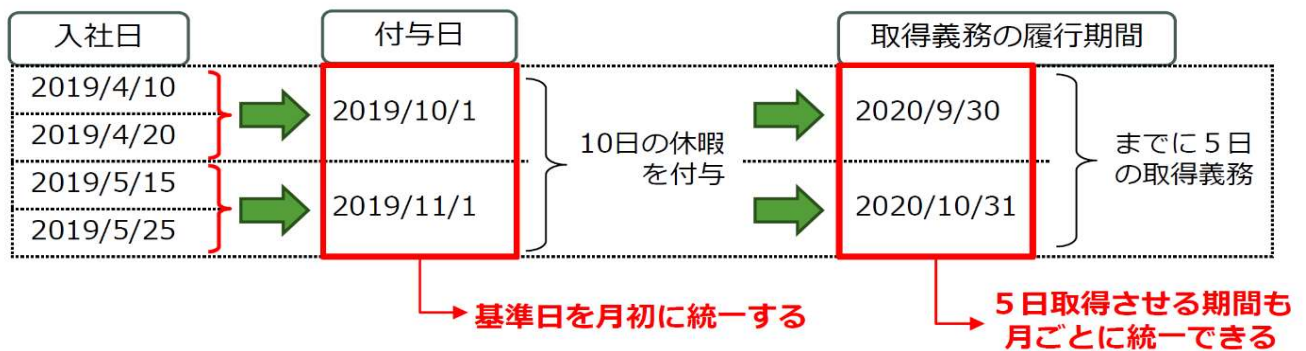 入社日
付与日
取得義務の履行期間
2019/4/10
2019/4/20
2019/5/15
2019/5/25
2019/10/1
2019/11/1
10日の休暇
を付与
2020/9/30
2020/10/31
までに５日
の取得義務
基準日を月初に統一する
５日取得させる期間も
月ごとに統一できる